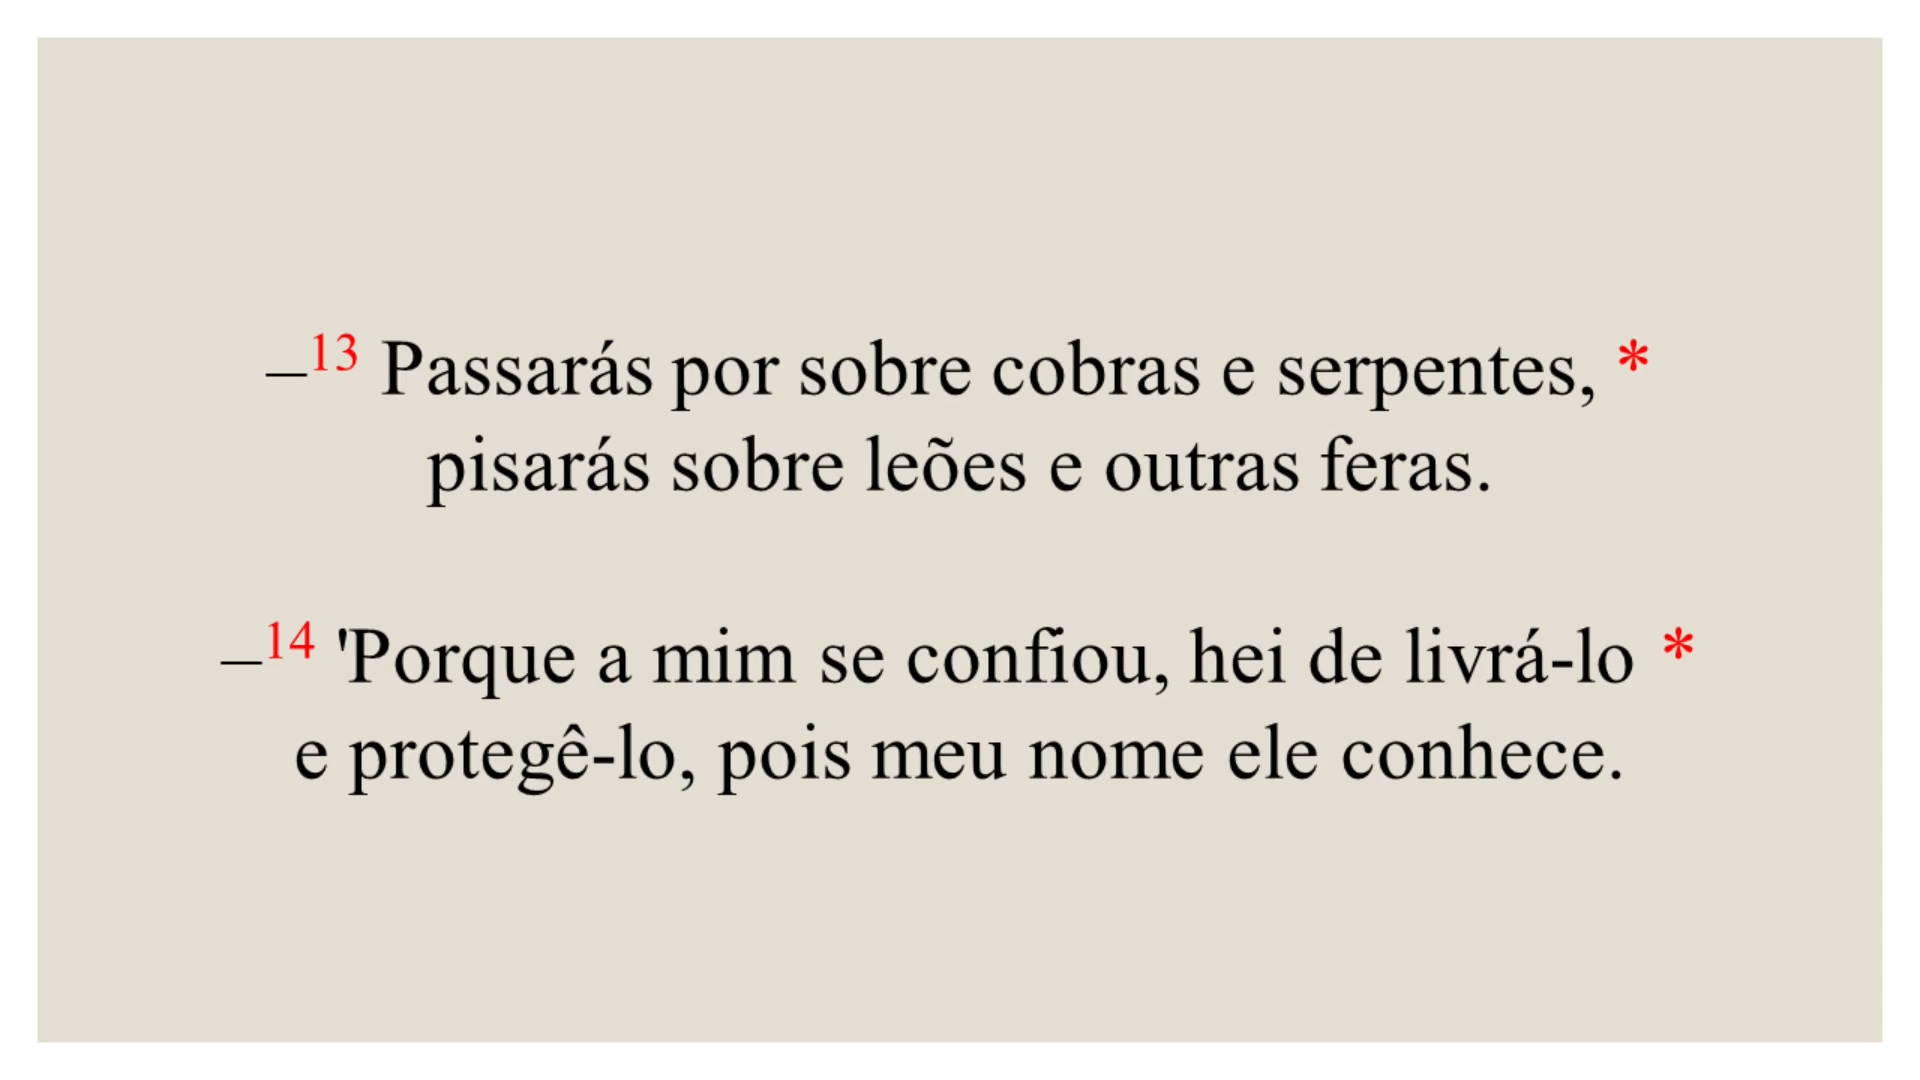 –13 Passarás por sobre cobras e serpentes, *
pisarás sobre leões e outras feras.
–14 'Porque a mim se confiou, hei de livrá-lo *
e protegê-lo, pois meu nome ele conhece.